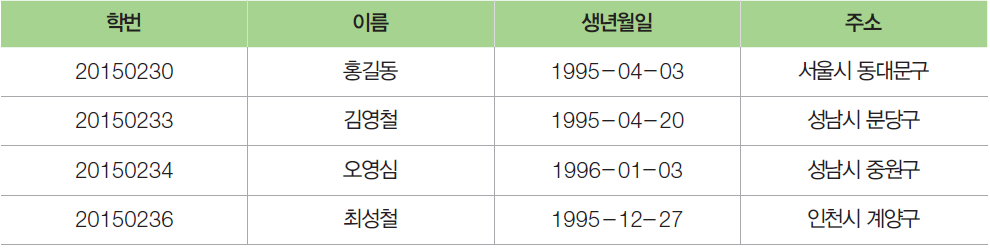 학번 이름 생년월일 주소
20150230 홍길동 1995-04-03 서울시 동대문구
20150233 김영철 1995-04-20 성남시 분당구
20150234 오영심 1996-01-03 성남시 중원구
20150236 최성철 1995-12-27 인천시 계양구